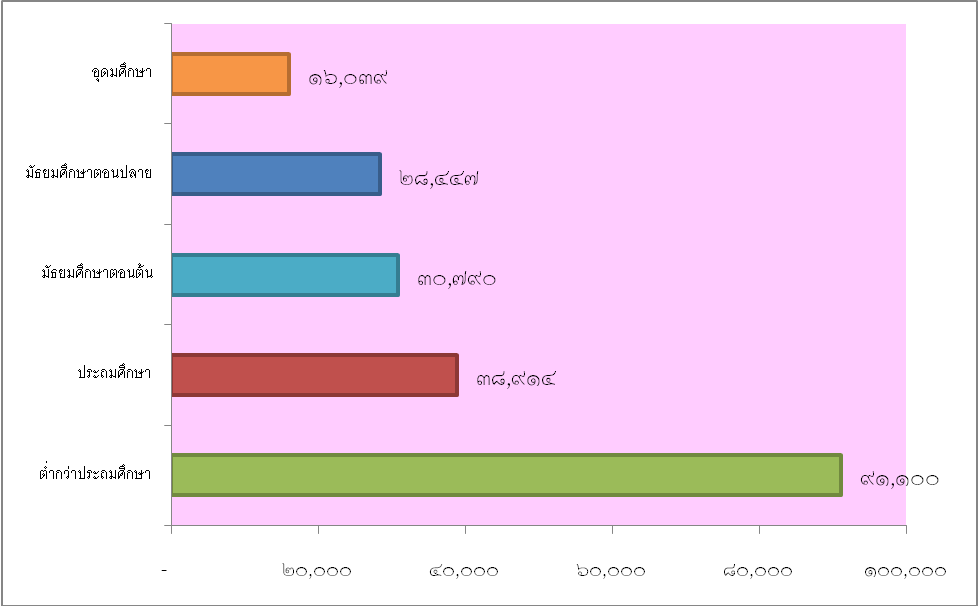 อุดมศึกษา
๑๖,๐๓๙
มัธยมศึกษาตอนปลาย
๒๘,๔๔๗
มัธยมศึกษาตอนต้น
๓๐,๗๙๐
ประถมศึกษา
๓๘,๙๑๔
ต่ำกว่าประถมศึกษา
๙๑,๑๐๐
- ๒๐,๐๐๐ ๔๐,๐๐๐ ๖๐,๐๐๐ ๘๐,๐๐๐ ๑๐๐,๐๐๐